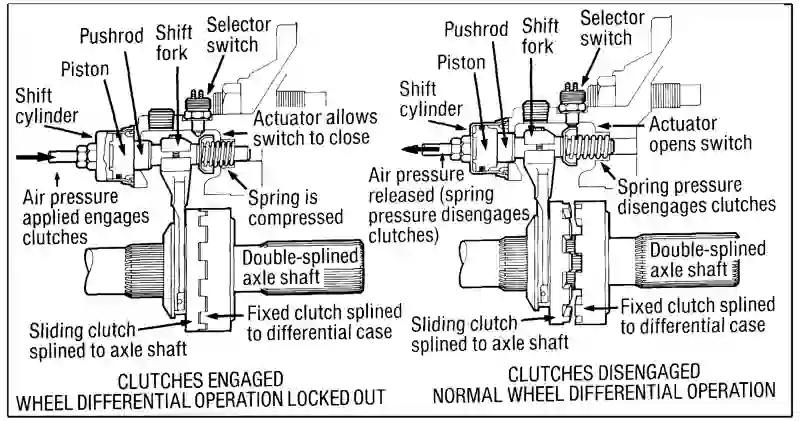 Pushrod
Shift
fork
Selector
switch
Piston
Shift
cylinder
Actuator allows
switch to close
Air pressure
applied engages
clutches
Spring is
compressed
Double-splined
axle shaft
Sliding clutch
splined to axle shaft
Fixed clutch splined
to differential case
CLUTCHES ENGAGED
WHEEL DIFFERENTIAL OPERATION LOCKED OUT
Pushrod
Shift
fork
Selector
switch
Piston
Shift
cylinder
Actuator
opens switch
Air pressure
released (spring
pressure disengages
clutches)
Spring pressure
disengages clutches
Double-splined
axle shaft
Sliding clutch
splined to axle shaft
Fixed clutch splined
to differential case
CLUTCHES DISENGAGED
NORMAL WHEEL DIFFERENTIAL OPERATION